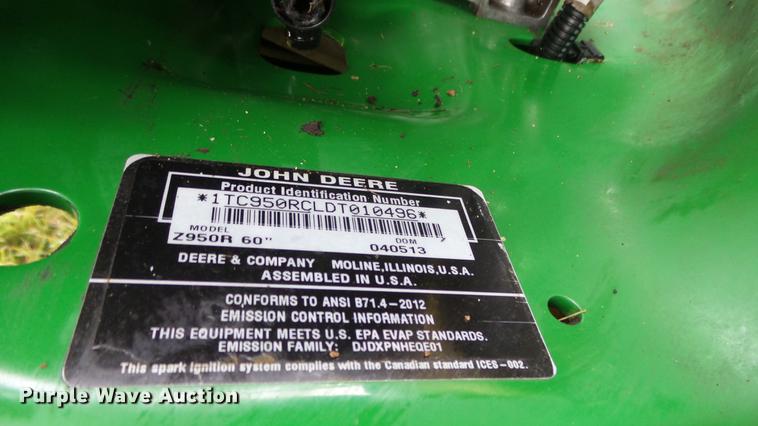 JOHN DEERE
Product Identification Number
*1TC950RCLDT010496*
MODEL DOM
Z950R 60" 040513
DEERE & COMPANY MOLINE, ILLINOIS, U.S.A.
ASSEMBLED IN U.S.A.
CONFORMS TO ANSI B71.4-2012
EMISSION CONTROL INFORMATION
THIS EQUIPMENT MEETS U.S. EPA EVAP STANDARDS.
EMISSION FAMILY: DJDXPNHEQE01
This spark ignition system complies with the Canadian standard ICES-002.
Purple Wave Auction